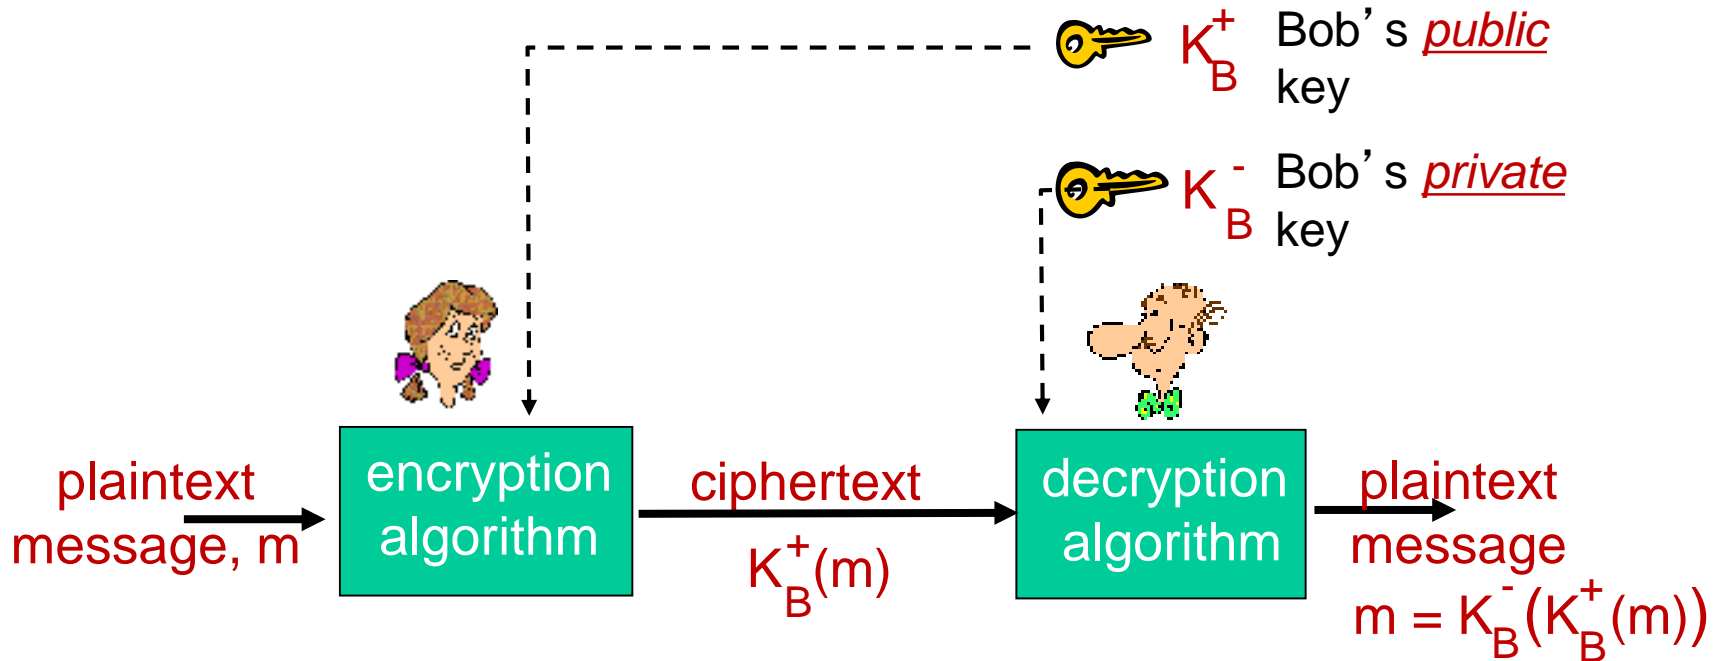 K_B^+ Bob's public
key
K_B^- Bob's private
key
plaintext
message, m
encryption
algorithm
ciphertext
K_B^+(m)
decryption
algorithm
plaintext
message
m = K_B^-(K_B^+(m))